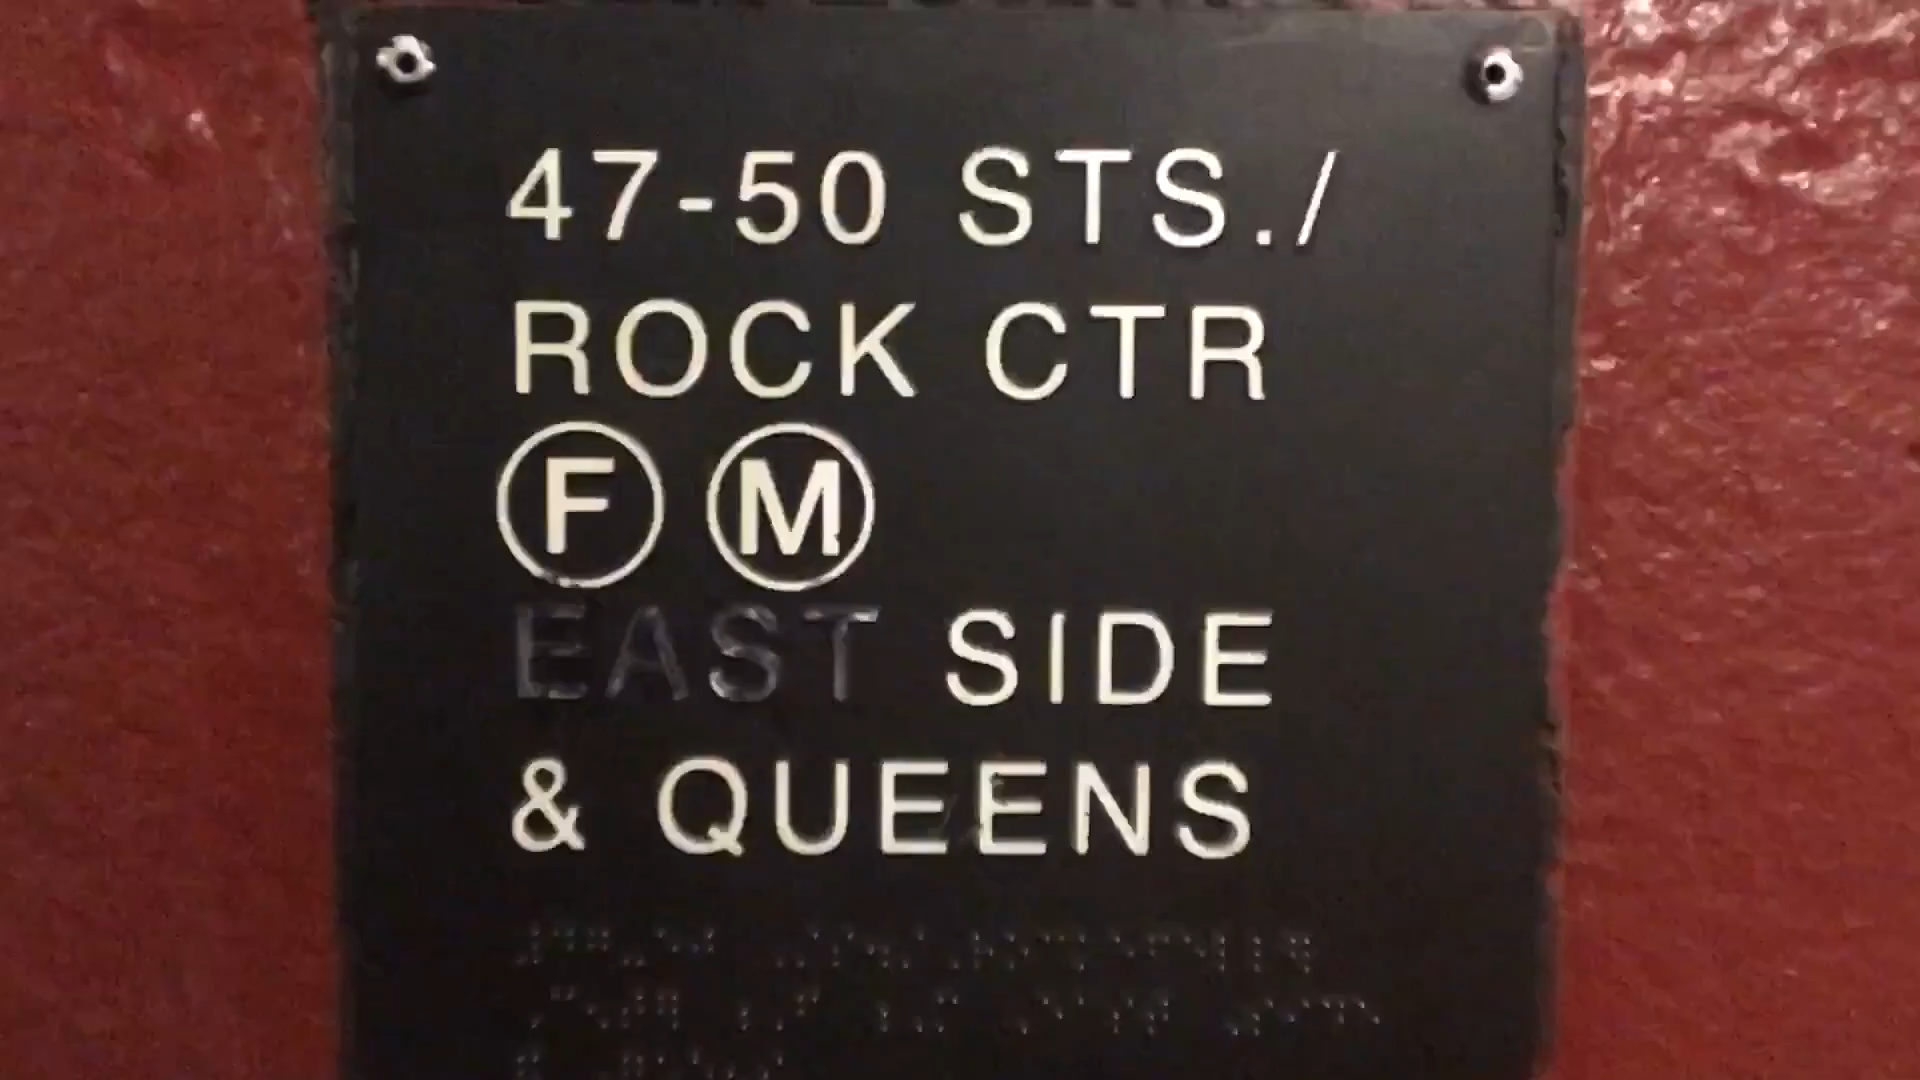 47-50 STS./
ROCK CTR
F M
EAST SIDE
& QUEENS